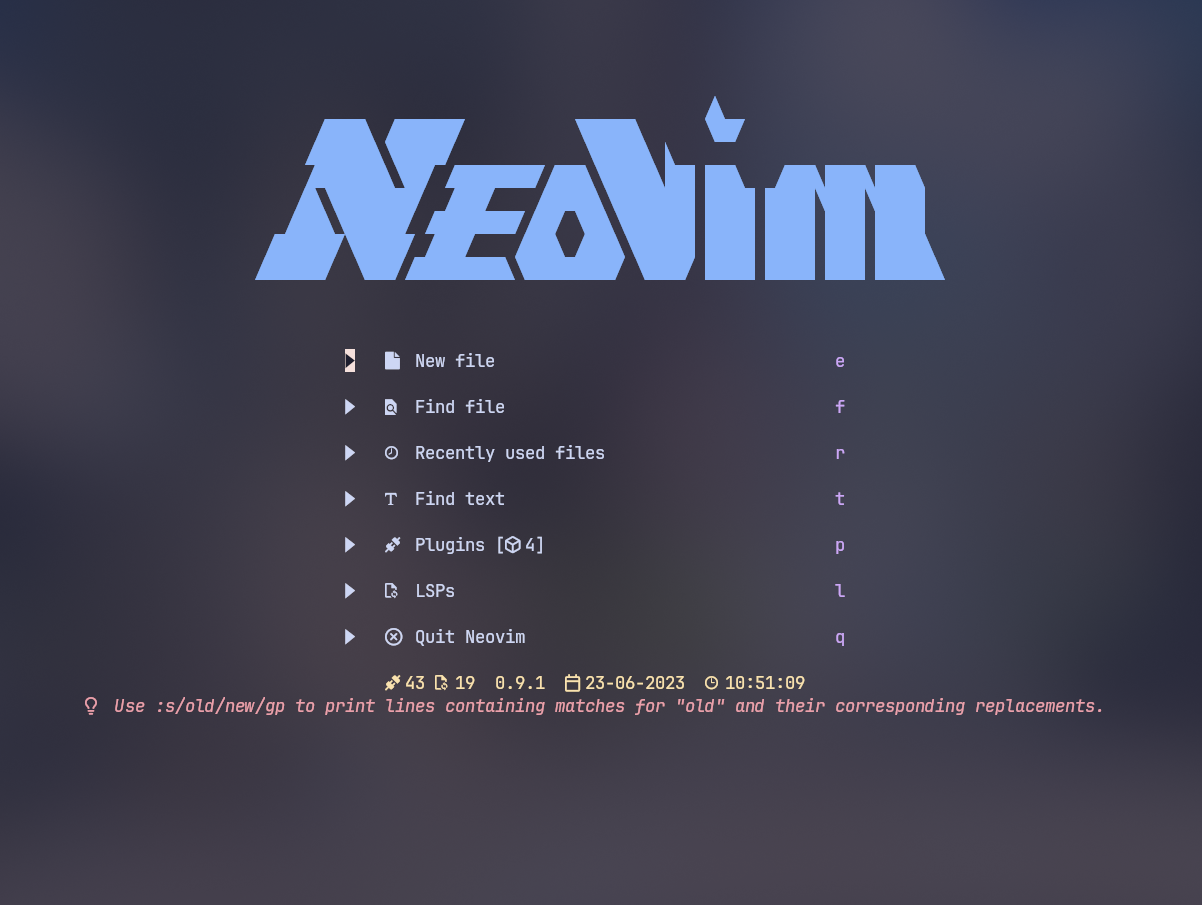 Neovim
New file e
Find file f
Recently used files r
Find text t
Plugins [4] p
LSPs l
Quit Neovim q
43 19 0.9.1 23-06-2023 10:51:09
Use :s/old/new/gp to print lines containing matches for "old" and their corresponding replacements.